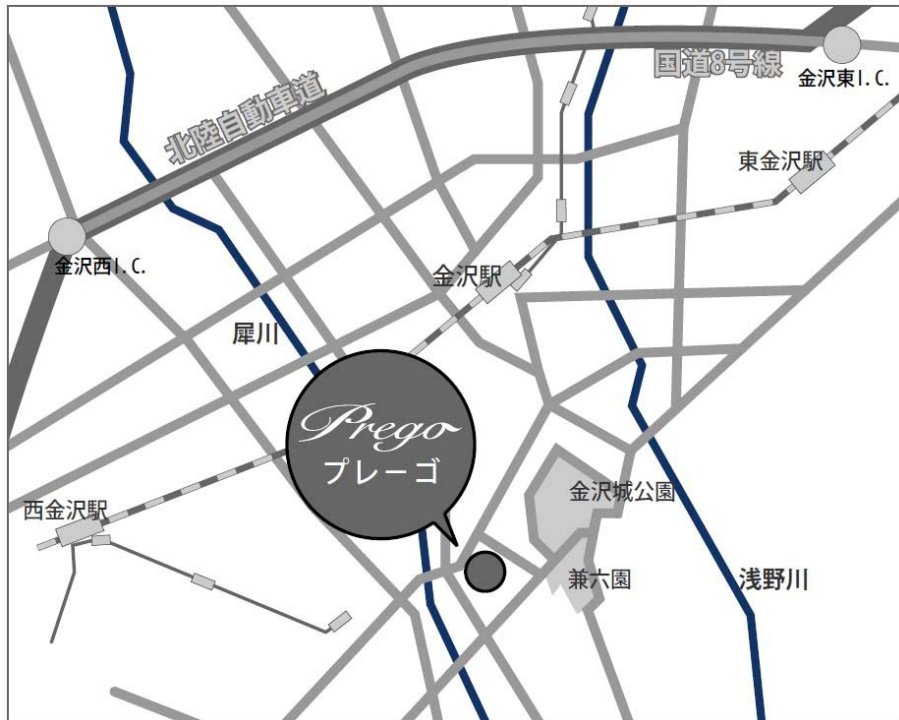 国道8号線
金沢東I.C.
北陸自動車道
東金沢駅
金沢西I.C.
金沢駅
犀川
Prego
プレーゴ
金沢城公園
西金沢駅
兼六園
浅野川